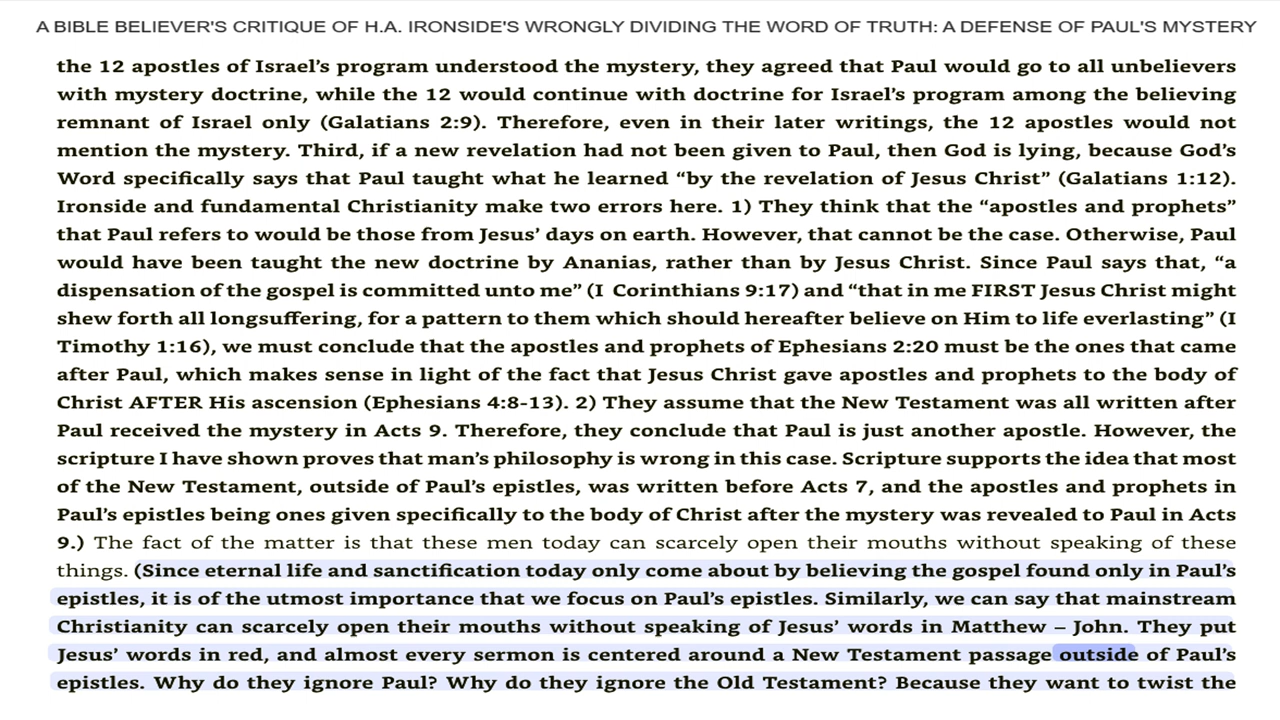 A BIBLE BELIEVER'S CRITIQUE OF H.A. IRONSIDE'S WRONGLY DIVIDING THE WORD OF TRUTH: A DEFENSE OF PAUL'S MYSTERY
the 12 apostles of Israel’s program understood the mystery, they agreed that Paul would go to all unbelievers
with mystery doctrine, while the 12 would continue with doctrine for Israel’s program among the believing
remnant of Israel only (Galatians 2:9). Therefore, even in their later writings, the 12 apostles would not
mention the mystery. Third, if a new revelation had not been given to Paul, then God is lying, because God’s
Word specifically says that Paul taught what he learned “by the revelation of Jesus Christ” (Galatians 1:12).
Ironside and fundamental Christianity make two errors here. 1) They think that the “apostles and prophets”
that Paul refers to would be those from Jesus’ days on earth. However, that cannot be the case. Otherwise, Paul
would have been taught the new doctrine by Ananias, rather than by Jesus Christ. Since Paul says that, “a
dispensation of the gospel is committed unto me” (I Corinthians 9:17) and “that in me FIRST Jesus Christ might
shew forth all longsuffering, for a pattern to them which should hereafter believe on Him to life everlasting” (I
Timothy 1:16), we must conclude that the apostles and prophets of Ephesians 2:20 must be the ones that came
after Paul, which makes sense in light of the fact that Jesus Christ gave apostles and prophets to the body of
Christ AFTER His ascension (Ephesians 4:8-13). 2) They assume that the New Testament was all written after
Paul received the mystery in Acts 9. Therefore, they conclude that Paul is just another apostle. However, the
scripture I have shown proves that man’s philosophy is wrong in this case. Scripture supports the idea that most
of the New Testament, outside of Paul’s epistles, was written before Acts 7, and the apostles and prophets in
Paul’s epistles being ones given specifically to the body of Christ after the mystery was revealed to Paul in Acts
9.) The fact of the matter is that these men today can scarcely open their mouths without speaking of these
things. (Since eternal life and sanctification today only come about by believing the gospel found only in Paul’s
epistles, it is of the utmost importance that we focus on Paul’s epistles. Similarly, we can say that mainstream
Christianity can scarcely open their mouths without speaking of Jesus’ words in Matthew – John. They put
Jesus’ words in red, and almost every sermon is centered around a New Testament passage outside of Paul’s
epistles. Why do they ignore Paul? Why do they ignore the Old Testament? Because they want to twist the